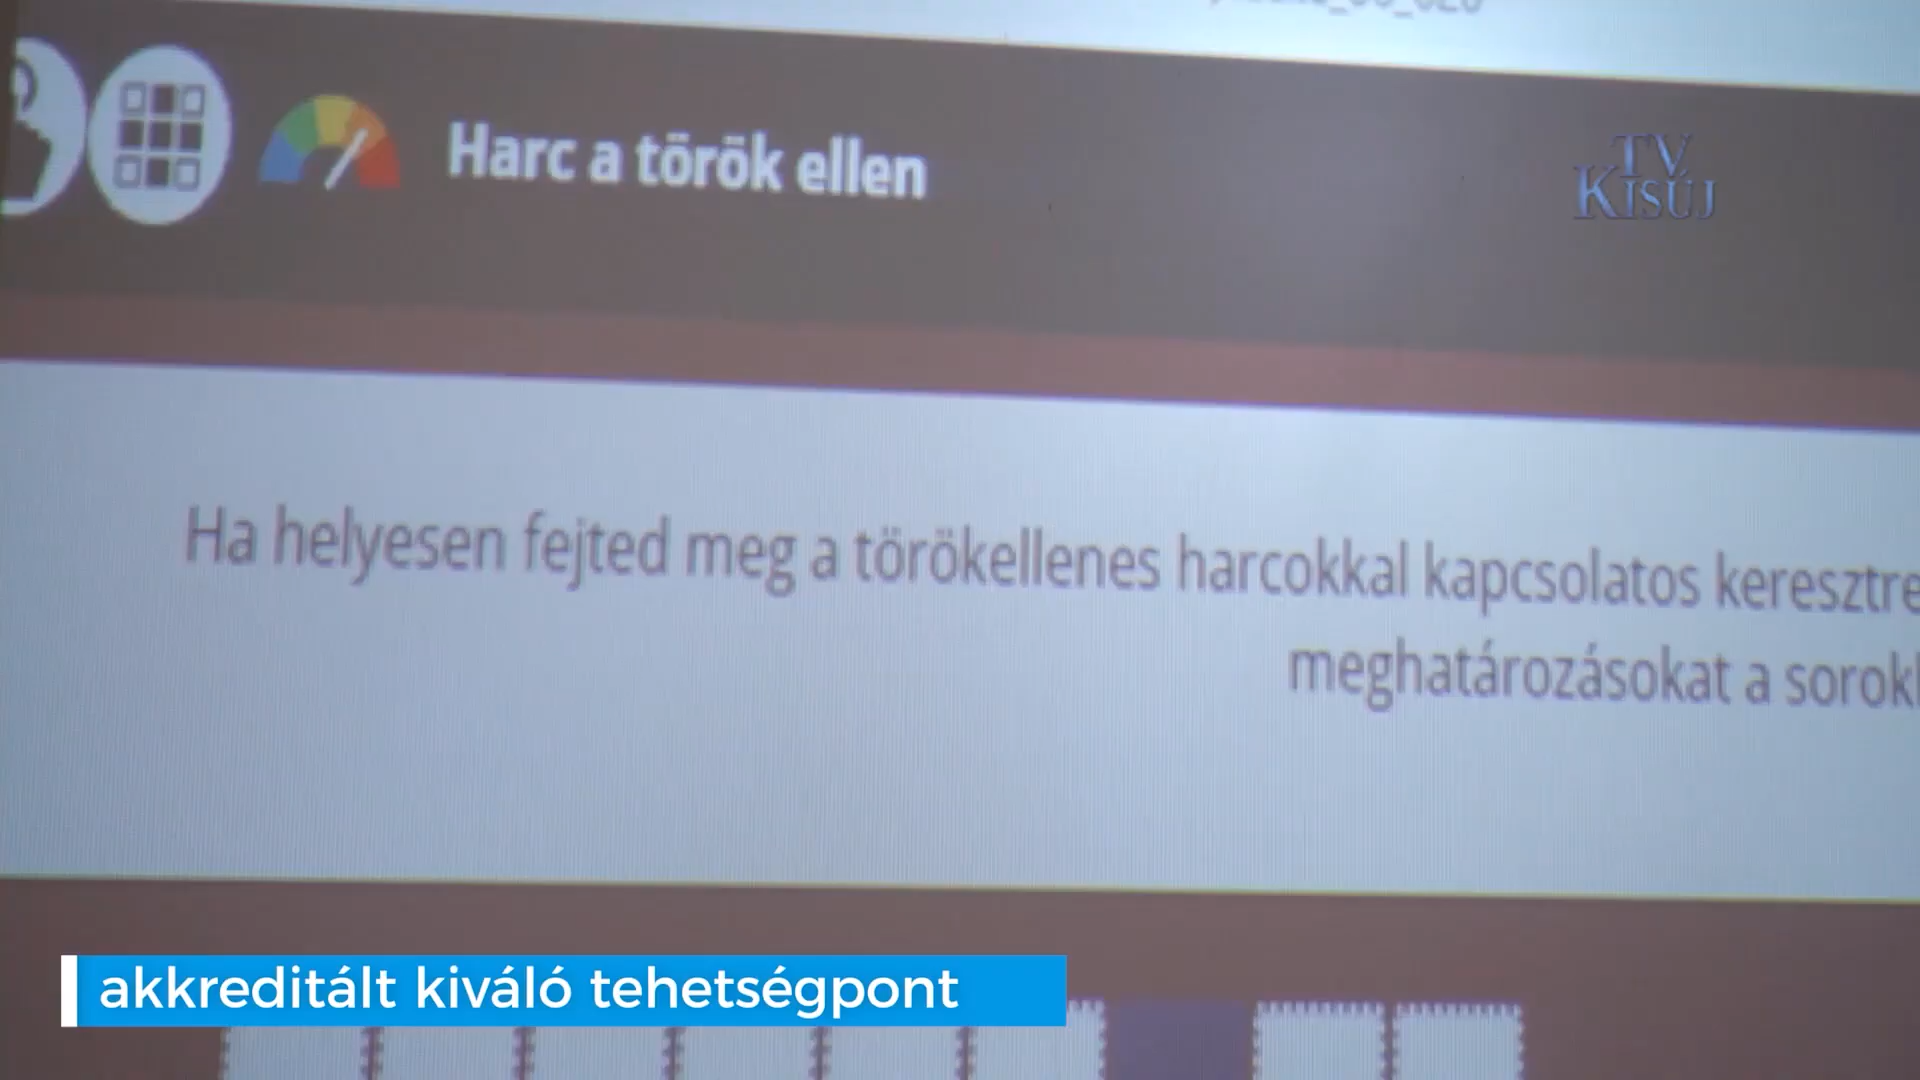 Harc a török ellen
TV
KISÚJ
Ha helyesen fejted meg a törökellenes harcokkal kapcsolatos keresztre
meghatározásokat a sorok
akkreditált kiváló tehetségpont